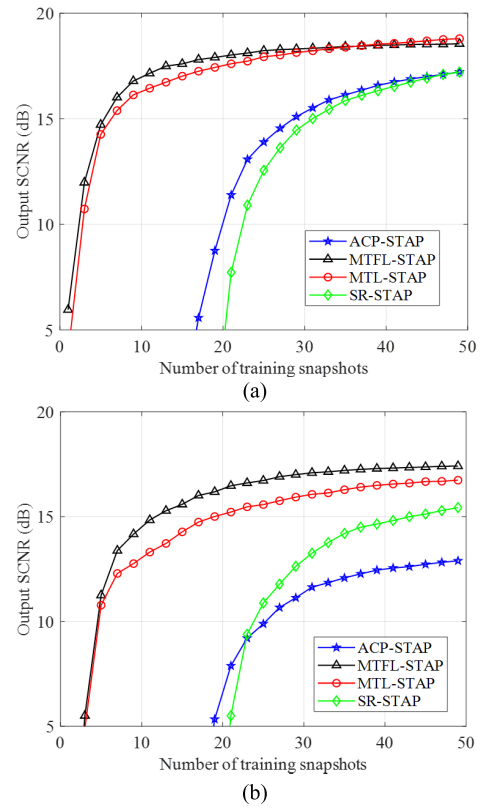 20
15
10
5
Output SCNR (dB)
ACP-STAP
MTFL-STAP
MTL-STAP
SR-STAP
0 10 20 30 40 50
Number of training snapshots
(a)
20
15
10
5
Output SCNR (dB)
ACP-STAP
MTFL-STAP
MTL-STAP
SR-STAP
0 10 20 30 40 50
Number of training snapshots
(b)